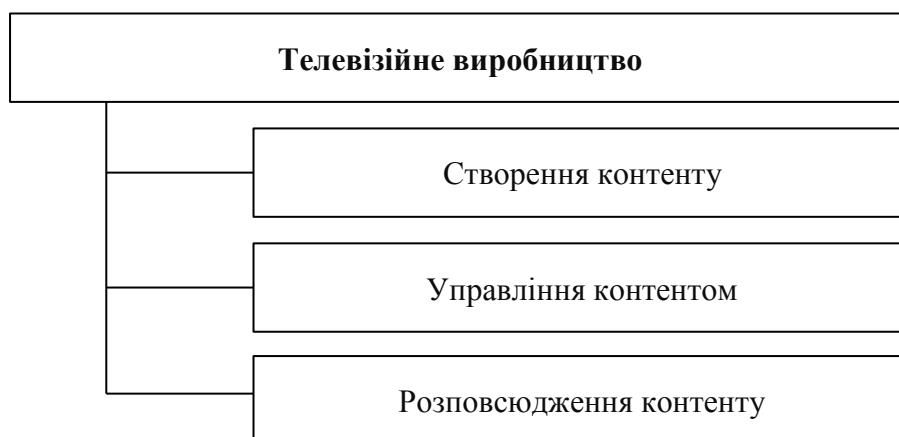 Телевізійне виробництво
Створення контенту
Управління контентом
Розповсюдження контенту